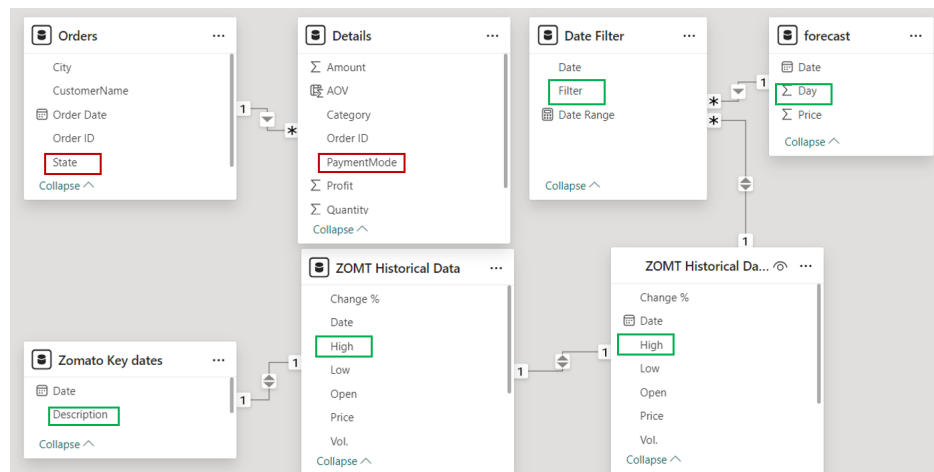 Orders
...
City
CustomerName
Order Date
Order ID
State
Collapse
Details
...
Σ Amount
AOV
Category
Order ID
PaymentMode
Σ Profit
Σ Quantity
Collapse
Date Filter
...
Date
Filter
Date Range
Collapse
forecast
...
Date
Σ Day
Σ Price
Collapse
1
*
*
1
*
1
ZOMT Historical Data
...
Change %
Date
High
Low
Open
Price
Vol.
Collapse
ZOMT Historical Da...
...
Change %
Date
High
Low
Open
Price
Vol.
Collapse
Zomato Key dates
...
Date
Description
Collapse
1
1
1
1